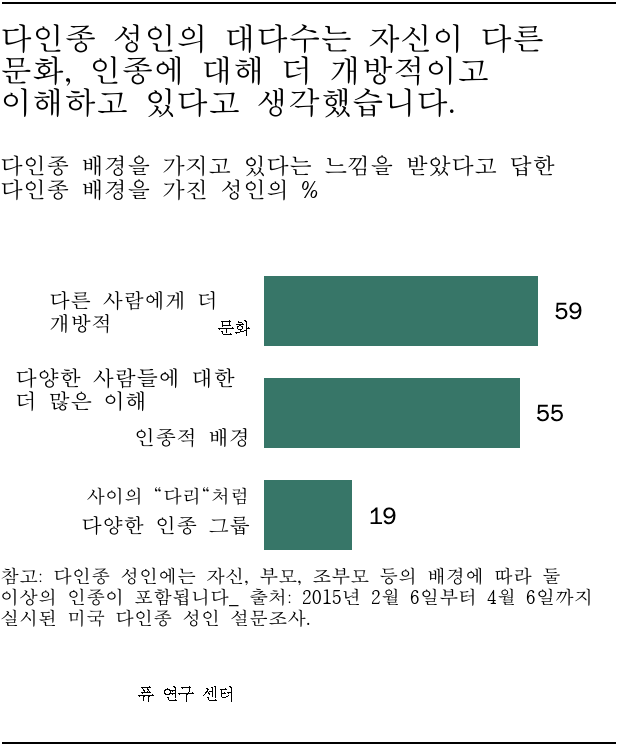 다인종 성인의 대다수는 자신이 다른
문화, 인종에 대해 더 개방적이고
이해하고 있다고 생각했습니다.
다인종 배경을 가지고 있다는 느낌을 받았다고 답한
다인종 배경을 가진 성인의 %
다른 사람에게 더
개방적
문화
59
다양한 사람들에 대한
더 많은 이해
인종적 배경
55
사이의 “다리“처럼
다양한 인종 그룹
19
참고: 다인종 성인에는 자신, 부모, 조부모 등의 배경에 따라 둘
이상의 인종이 포함됩니다_ 출처: 2015년 2월 6일부터 4월 6일까지
실시된 미국 다인종 성인 설문조사.
퓨 연구 센터